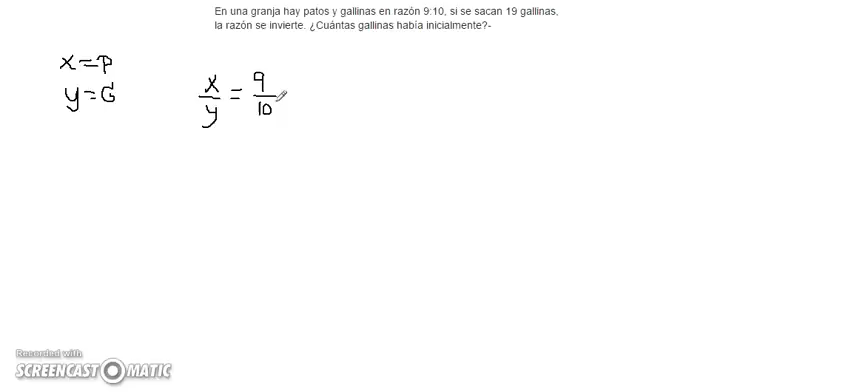 En una granja hay patos y gallinas en razón 9:10, si se sacan 19 gallinas,
la razón se invierte. ¿Cuántas gallinas había inicialmente?-
x=P
y=G
x/y = 9/10
Recorded with
SCREENCAST-O-MATIC